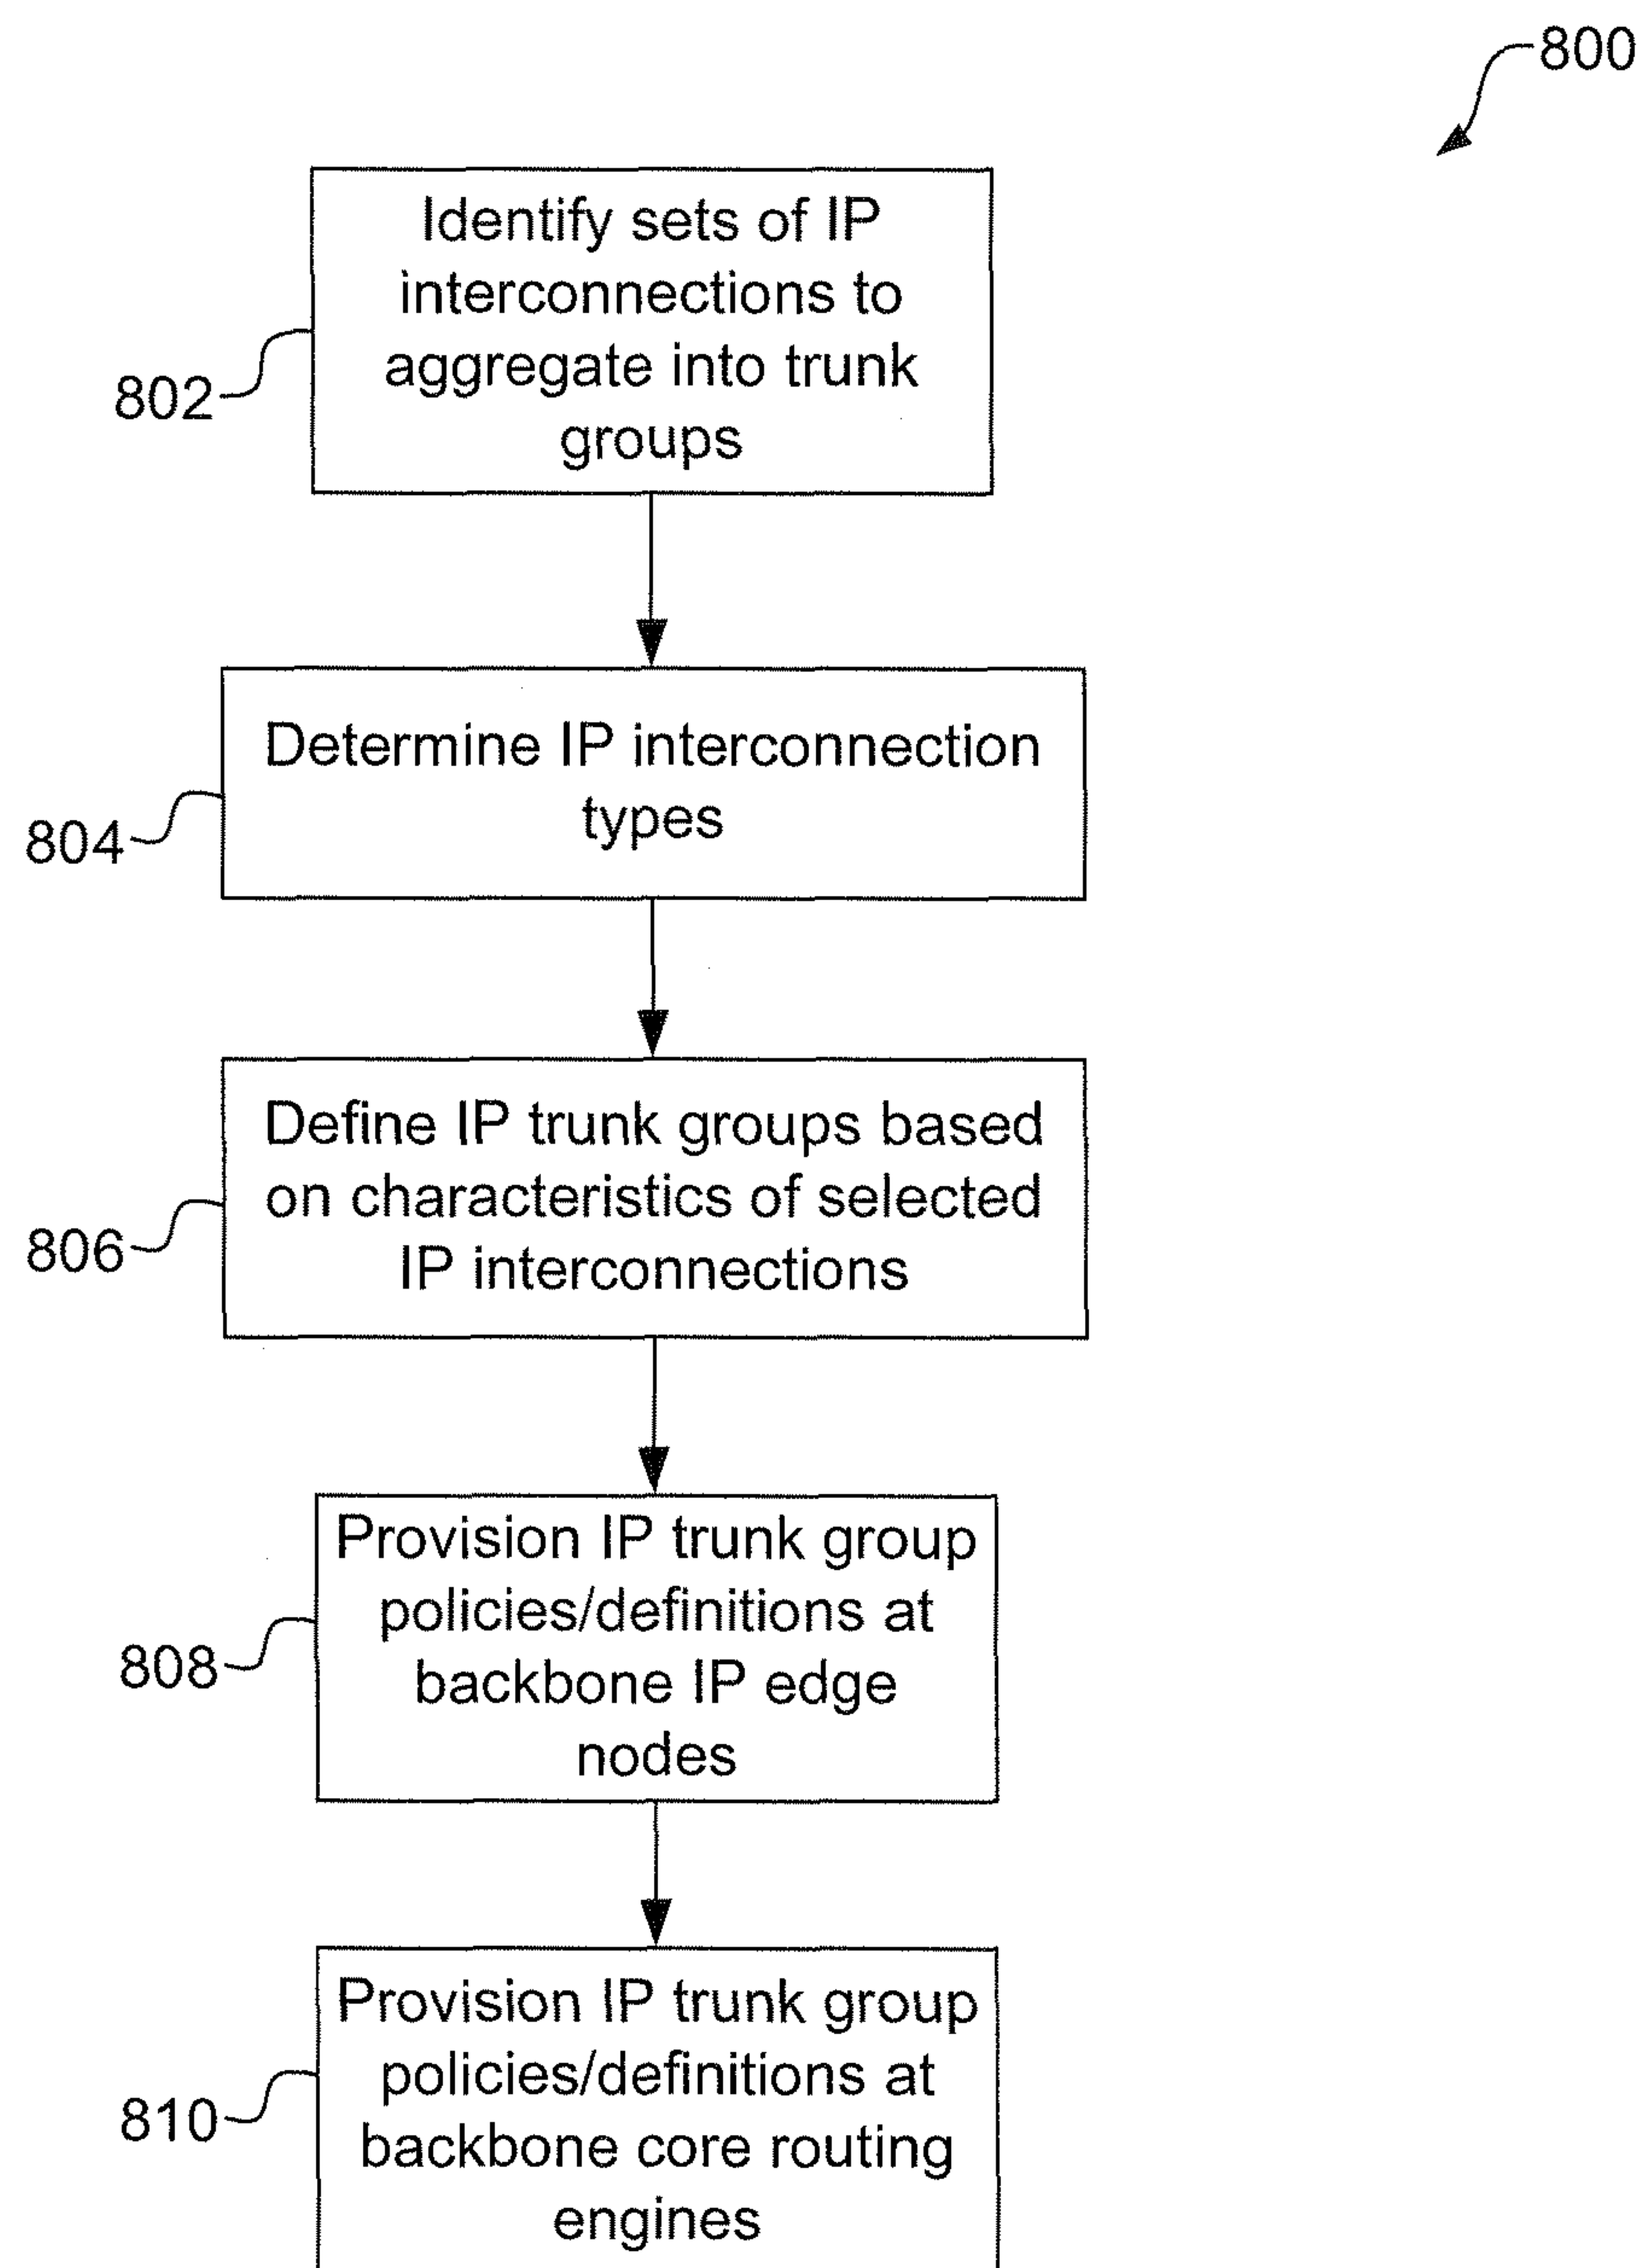 800
Identify sets of IP
interconnections to
aggregate into trunk
groups
802
Determine IP interconnection
types
804
Define IP trunk groups based
on characteristics of selected
IP interconnections
806
Provision IP trunk group
policies/definitions at
backbone IP edge
nodes
808
Provision IP trunk group
policies/definitions at
backbone core routing
engines
810